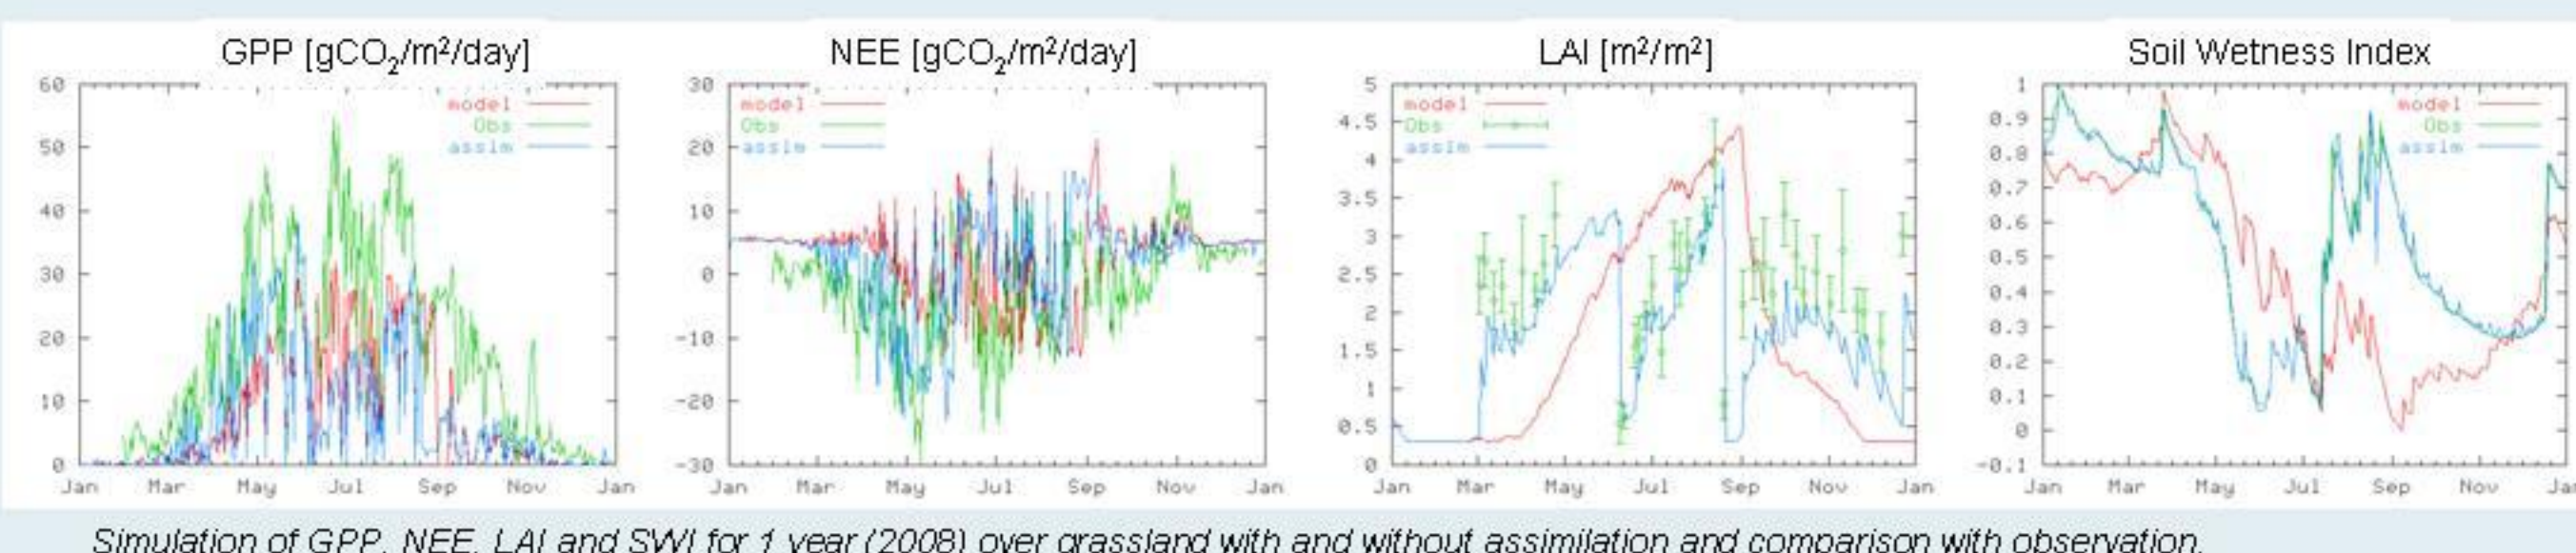 GPP [gCO2/m²/day]
60
50
40
30
20
10
0
model
Obs
assim
Jan Mar May Jul Sep Nov Jan
NEE [gCO2/m²/day]
30
20
10
0
-10
-20
-30
model
Obs
assim
Jan Mar May Jul Sep Nov Jan
LAI [m²/m²]
5
4.5
4
3.5
3
2.5
2
1.5
1
0.5
0
model
Obs
assim
Jan Mar May Jul Sep Nov Jan
Soil Wetness Index
1
0.9
0.8
0.7
0.6
0.5
0.4
0.3
0.2
0.1
0
-0.1
model
Obs
assim
Jan Mar May Jul Sep Nov Jan
Simulation of GPP, NEE, LAI and SWI for 1 year (2008) over grassland with and without assimilation and comparison with observation.